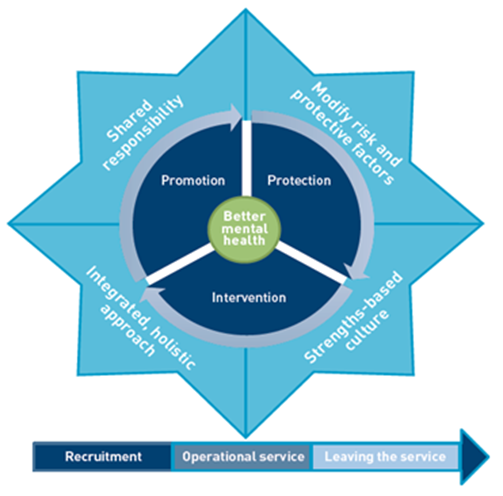 Shared
responsibility
Modify risk and
protective factors
Promotion
Protection
Better
mental
health
Intervention
Integrated, holistic
approach
Strengths-based
culture
Recruitment
Operational service
Leaving the service